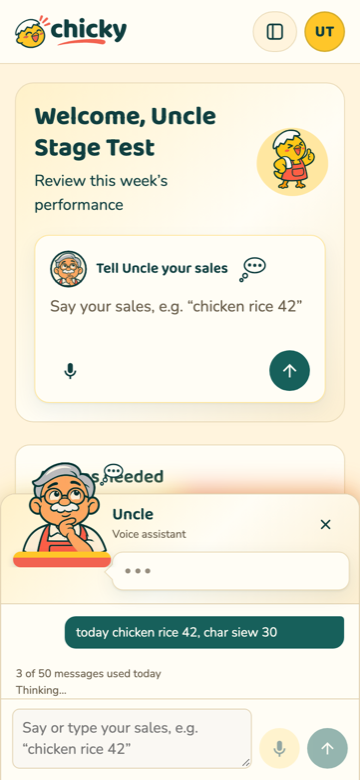 chicky
UT
Welcome, Uncle
Stage Test
Review this week's
performance
Tell Uncle your sales
Say your sales, e.g. “chicken rice 42”
needed
Uncle
Voice assistant
today chicken rice 42, char siew 30
3 of 50 messages used today
Thinking...
Say or type your sales, e.g.
“chicken rice 42”